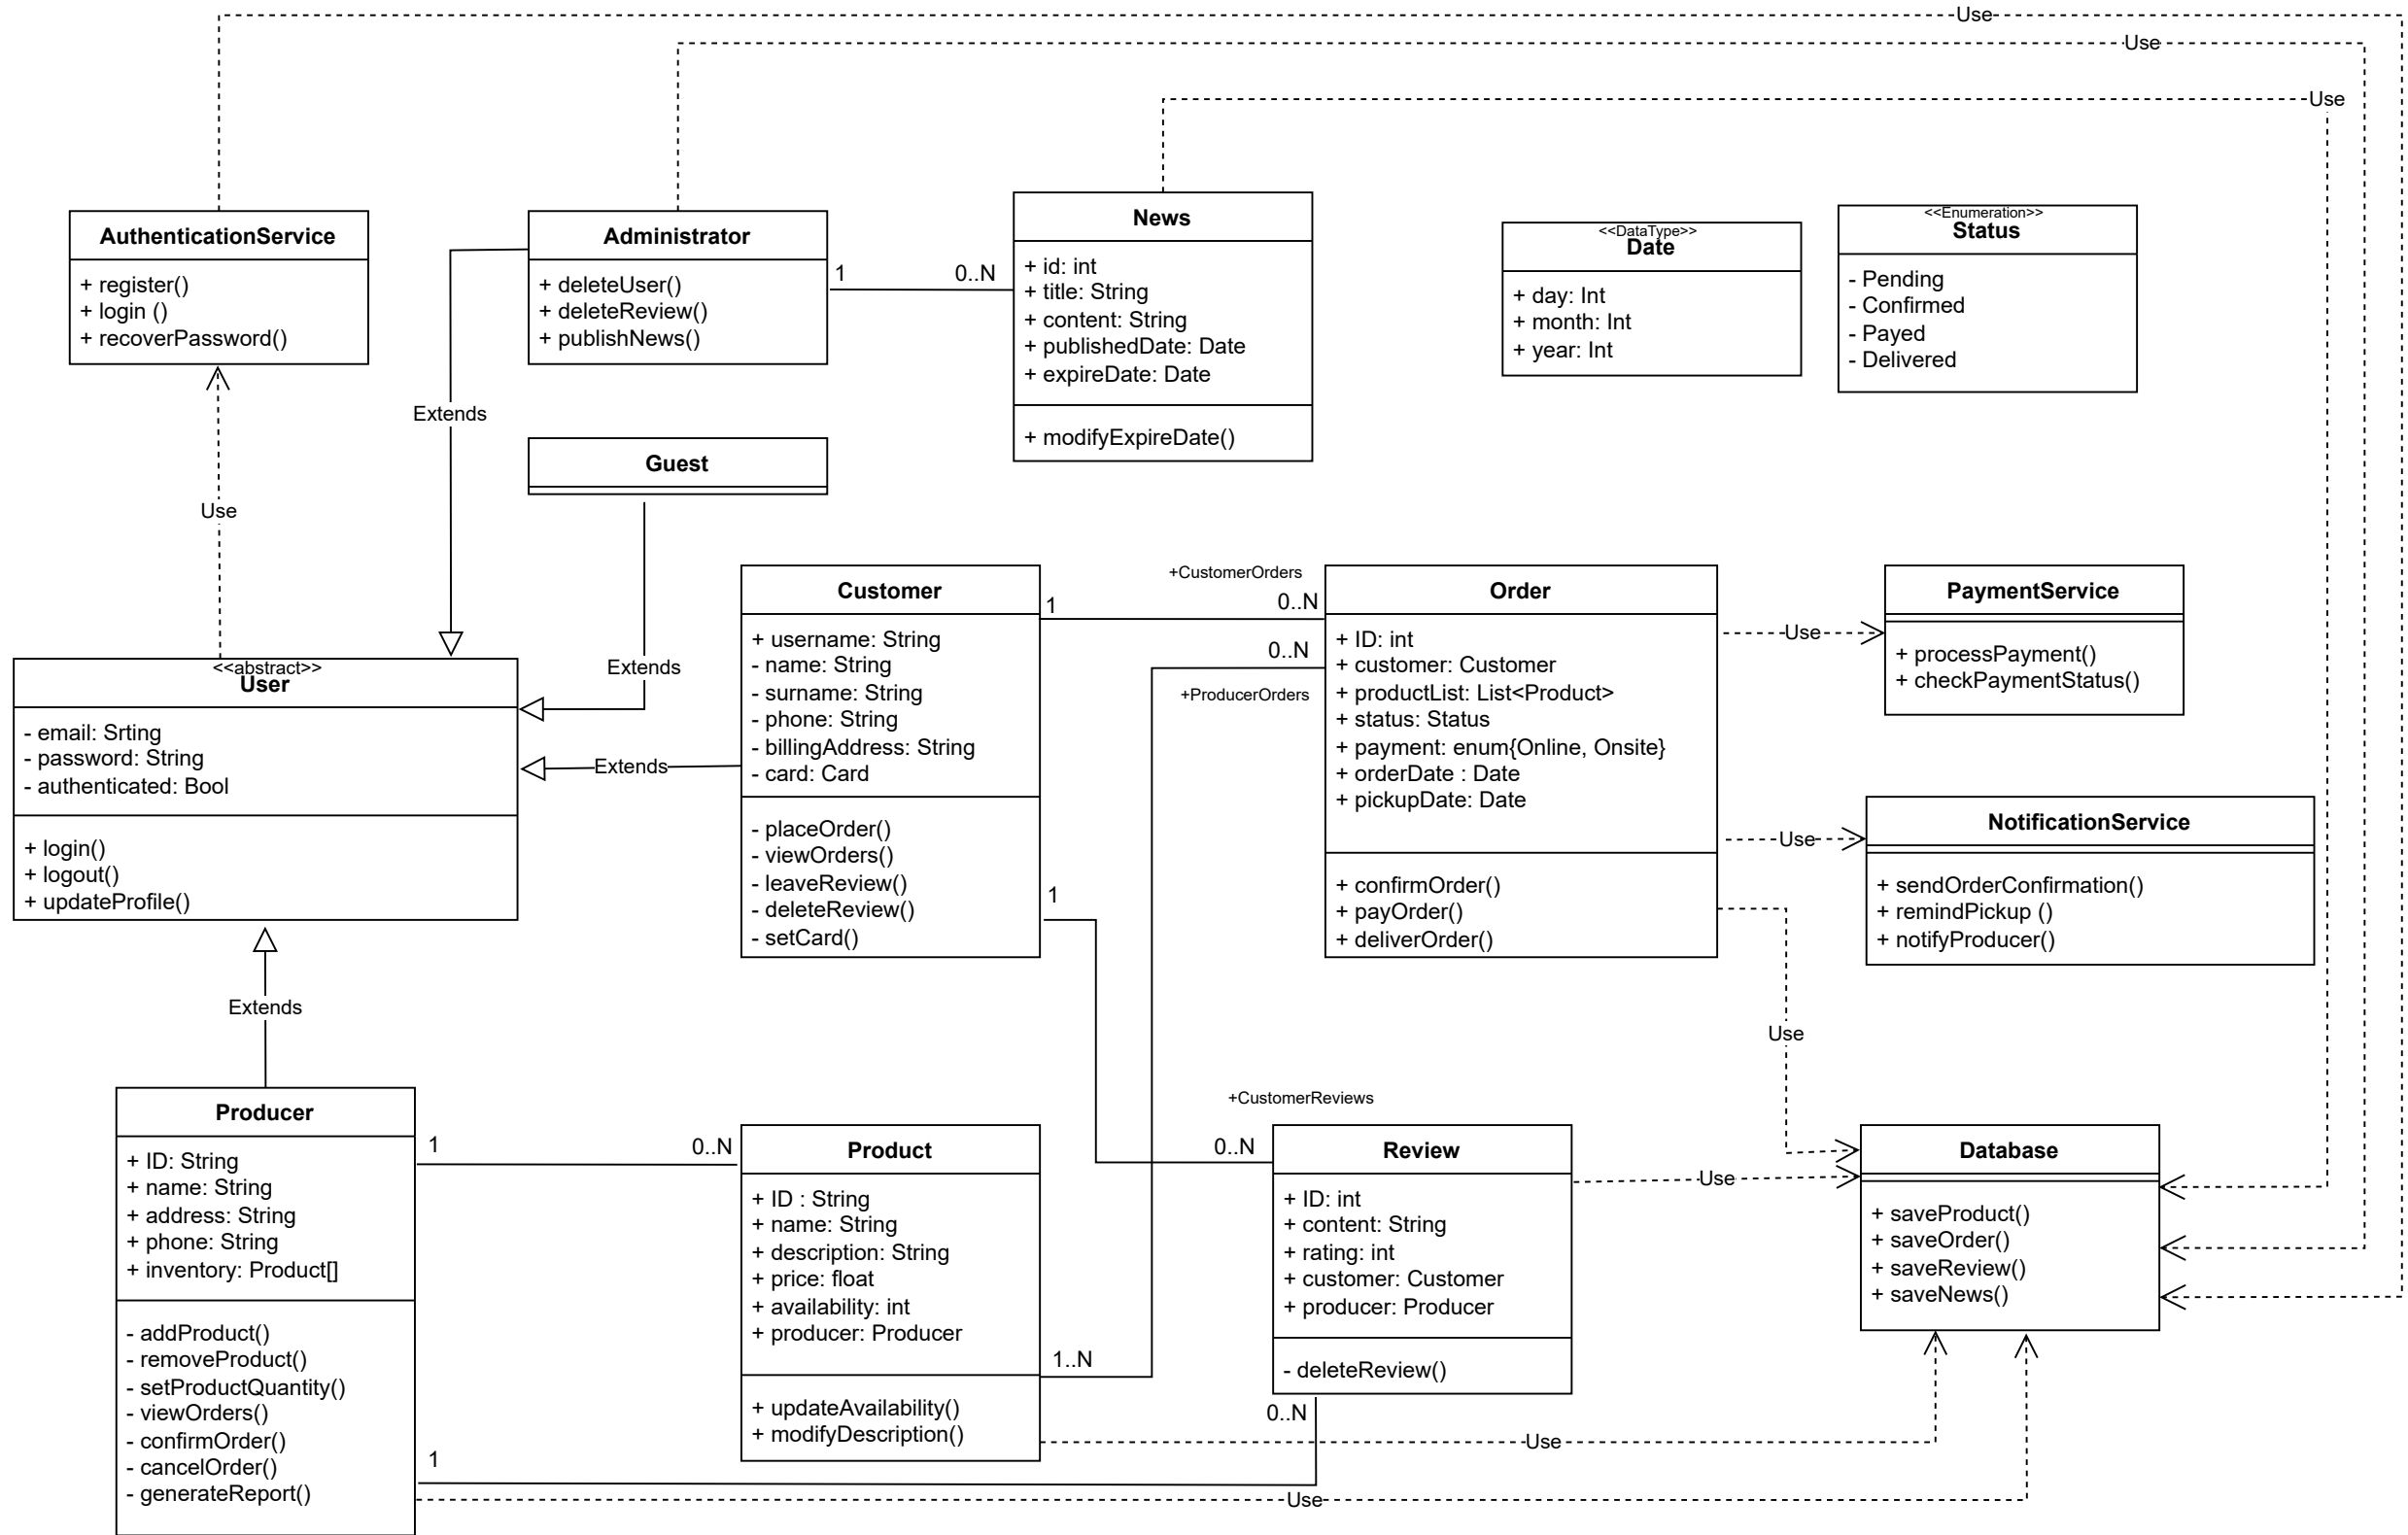 Use
Use
Use
AuthenticationService
+ register()
+ login ()
+ recoverPassword()
Administrator
+ deleteUser()
+ deleteReview()
+ publishNews()
1
0..N
News
+ id: int
+ title: String
+ content: String
+ publishedDate: Date
+ expireDate: Date
+ modifyExpireDate()
<<DataType>>
Date
+ day: Int
+ month: Int
+ year: Int
<<Enumeration>>
Status
- Pending
- Confirmed
- Payed
- Delivered
Extends
Guest
Use
Extends
<<abstract>>
User
- email: Srting
- password: String
- authenticated: Bool
+ login()
+ logout()
+ updateProfile()
Extends
Customer
+ username: String
- name: String
- surname: String
- phone: String
- billingAddress: String
- card: Card
- placeOrder()
- viewOrders()
- leaveReview()
- deleteReview()
- setCard()
+CustomerOrders
1
0..N
0..N
+ProducerOrders
1
Order
+ ID: int
+ customer: Customer
+ productList: List<Product>
+ status: Status
+ payment: enum{Online, Onsite}
+ orderDate : Date
+ pickupDate: Date
+ confirmOrder()
+ payOrder()
+ deliverOrder()
Use
PaymentService
+ processPayment()
+ checkPaymentStatus()
Use
NotificationService
+ sendOrderConfirmation()
+ remindPickup ()
+ notifyProducer()
Extends
Use
Producer
+ ID: String
+ name: String
+ address: String
+ phone: String
+ inventory: Product[]
- addProduct()
- removeProduct()
- setProductQuantity()
- viewOrders()
- confirmOrder()
- cancelOrder()
- generateReport()
1
0..N
Product
+ ID : String
+ name: String
+ description: String
+ price: float
+ availability: int
+ producer: Producer
+ updateAvailability()
+ modifyDescription()
1..N
+CustomerReviews
0..N
Review
+ ID: int
+ content: String
+ rating: int
+ customer: Customer
+ producer: Producer
- deleteReview()
0..N
Use
Database
+ saveProduct()
+ saveOrder()
+ saveReview()
+ saveNews()
Use
1
Use